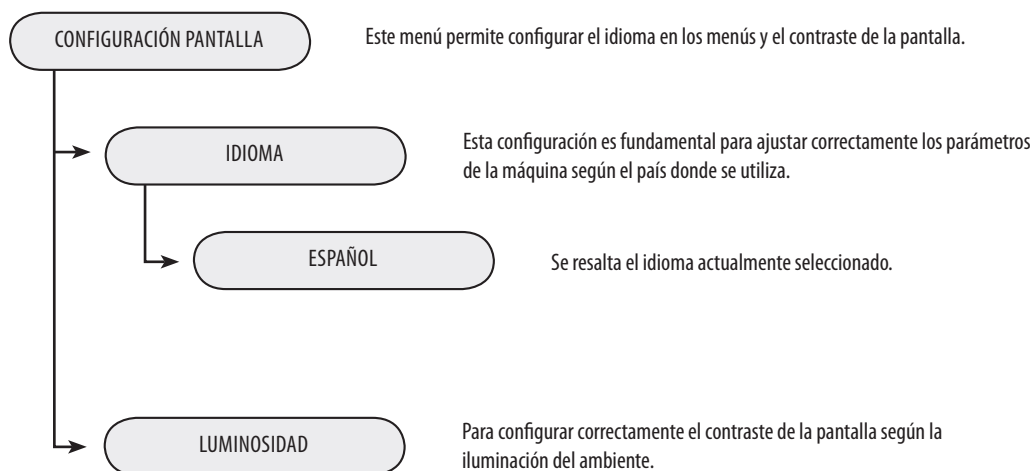 CONFIGURACIÓN PANTALLA
Este menú permite configurar el idioma en los menús y el contraste de la pantalla.
IDIOMA
Esta configuración es fundamental para ajustar correctamente los parámetros
de la máquina según el país donde se utiliza.
ESPAÑOL
Se resalta el idioma actualmente seleccionado.
LUMINOSIDAD
Para configurar correctamente el contraste de la pantalla según la
iluminación del ambiente.